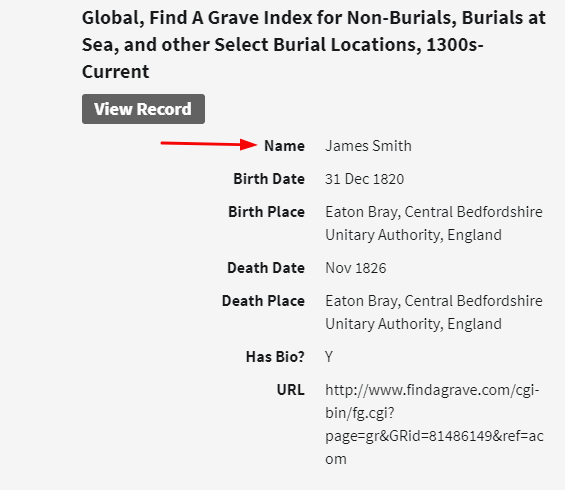 Global, Find A Grave Index for Non-Burials, Burials at
Sea, and other Select Burial Locations, 1300s-
Current
View Record
Name James Smith
Birth Date 31 Dec 1820
Birth Place Eaton Bray, Central Bedfordshire
Unitary Authority, England
Death Date Nov 1826
Death Place Eaton Bray, Central Bedfordshire
Unitary Authority, England
Has Bio? Y
URL http://www.findagrave.com/cgi-
bin/fg.cgi?
page=gr&GRid=81486149&ref=ac
om